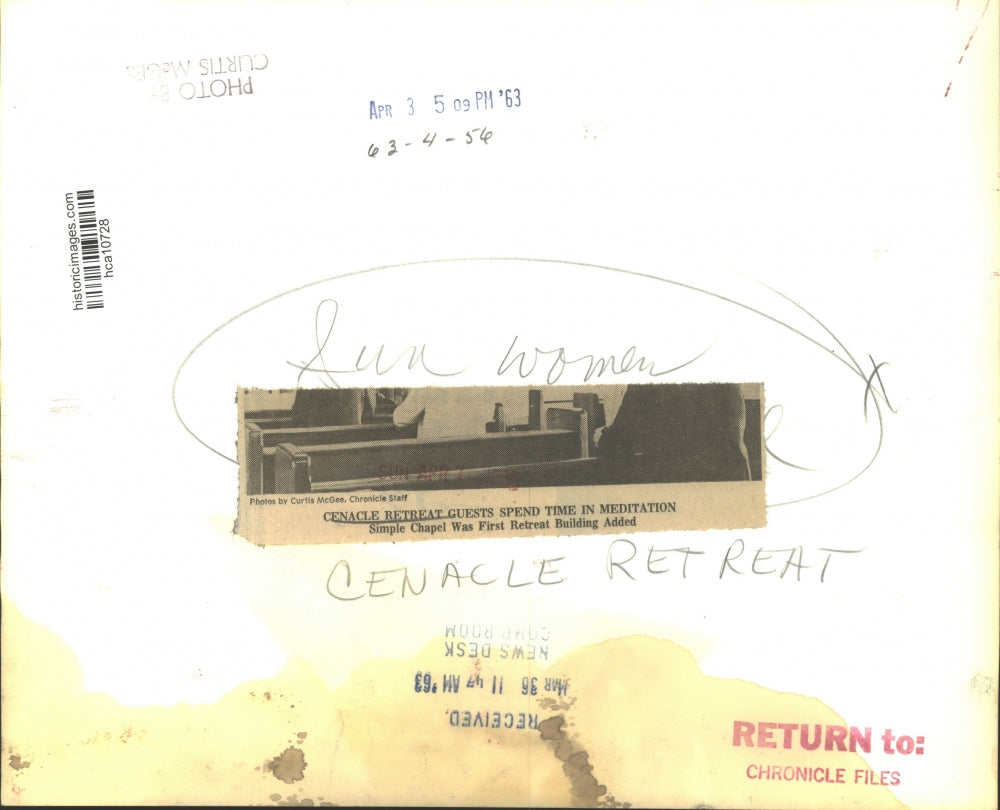 PHOTO BY
CURTIS McGEE
APR 3 5 09 PM '63
63-4-56
historicimages.com
hca10728
Sun Women
SUN APR
Photos by Curtis McGee, Chronicle Staff
CENACLE RETREAT GUESTS SPEND TIME IN MEDITATION
Simple Chapel Was First Retreat Building Added
CENACLE RETREAT
RECEIVED
MAR 11 47 AM '63
NEWS DESK
COMP ROOM
RETURN to:
CHRONICLE FILES